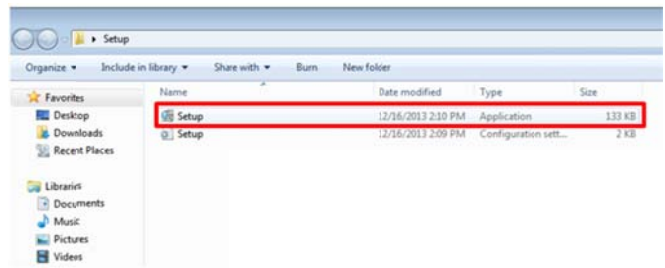 Setup
Organize Include in library Share with Burn New folder
Name Date modified Type Size
Favorites
Desktop
Downloads
Recent Places
Setup 12/16/2013 2:10 PM Application 133 KB
Setup 12/16/2013 2:09 PM Configuration sett... 2 KB
Libraries
Documents
Music
Pictures
Videos